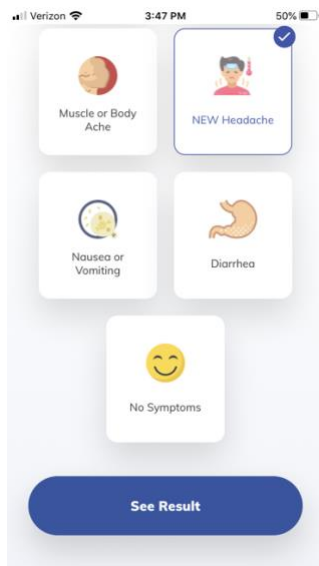 Verizon 3:47 PM 50%
Muscle or Body
Ache
NEW Headache
Nausea or
Vomiting
Diarrhea
No Symptoms
See Result